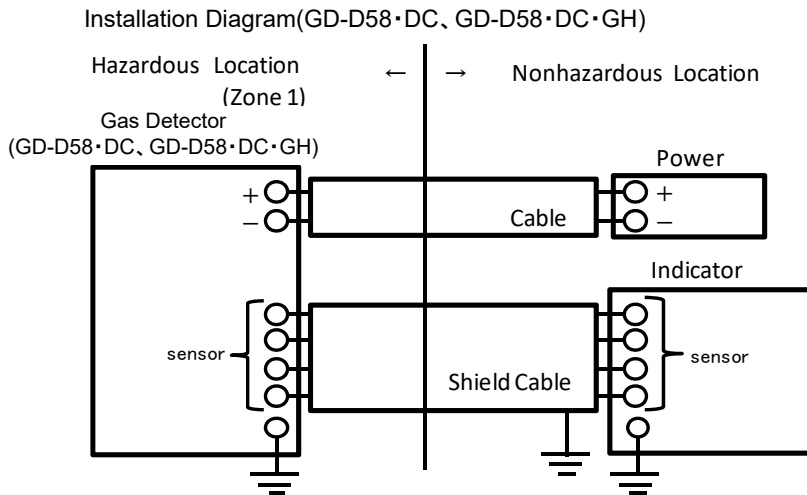 Installation Diagram(GD-D58･DC、GD-D58･DC･GH)
Hazardous Location
(Zone 1)
← →
Nonhazardous Location
Gas Detector
(GD-D58･DC、GD-D58･DC･GH)
Power
+
−
Cable
+
−
Indicator
sensor
Shield Cable
sensor